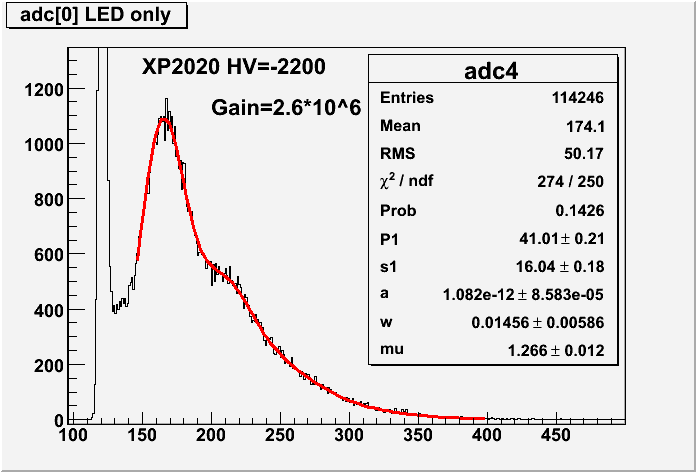 adc[0] LED only
XP2020 HV=-2200
Gain=2.6*10^6
adc4
Entries 114246
Mean 174.1
RMS 50.17
χ² / ndf 274 / 250
Prob 0.1426
P1 41.01 ± 0.21
s1 16.04 ± 0.18
a 1.082e-12 ± 8.583e-05
w 0.01456 ± 0.00586
mu 1.266 ± 0.012
1200
1000
800
600
400
200
0
100 150 200 250 300 350 400 450